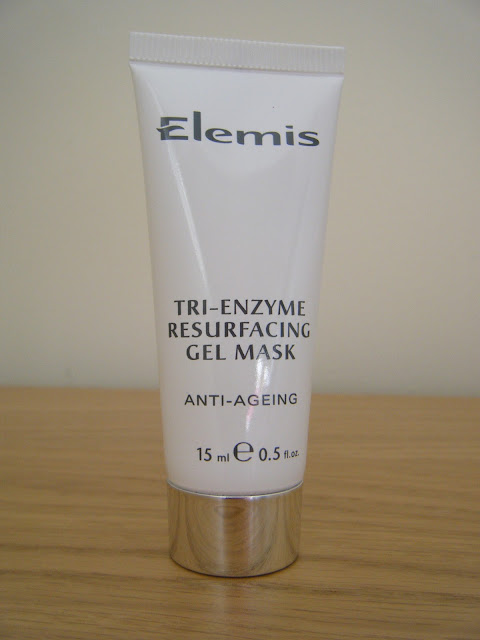 Elemis
TRI-ENZYME
RESURFACING
GEL MASK
ANTI-AGEING
15 ml ℮ 0.5 fl.oz.